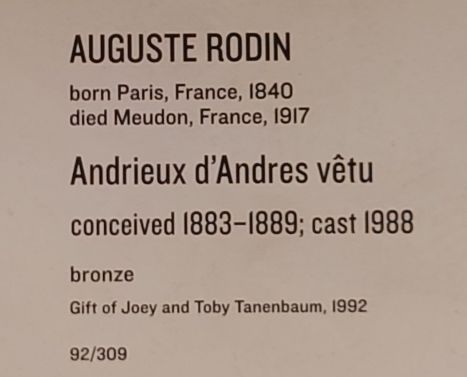 AUGUSTE RODIN
born Paris, France, 1840
died Meudon, France, 1917
Andrieux d'Andres vêtu
conceived 1883–1889; cast 1988
bronze
Gift of Joey and Toby Tanenbaum, 1992
92/309